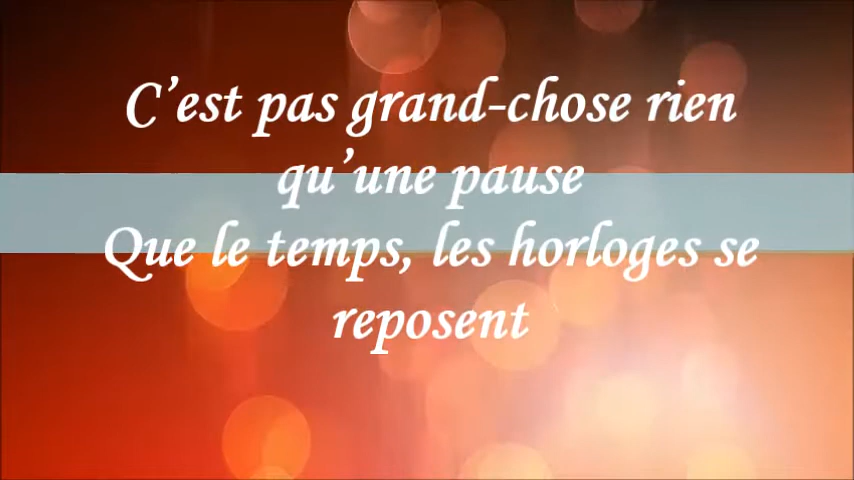 C’est pas grand-chose rien
qu’une pause
Que le temps, les horloges se
reposent